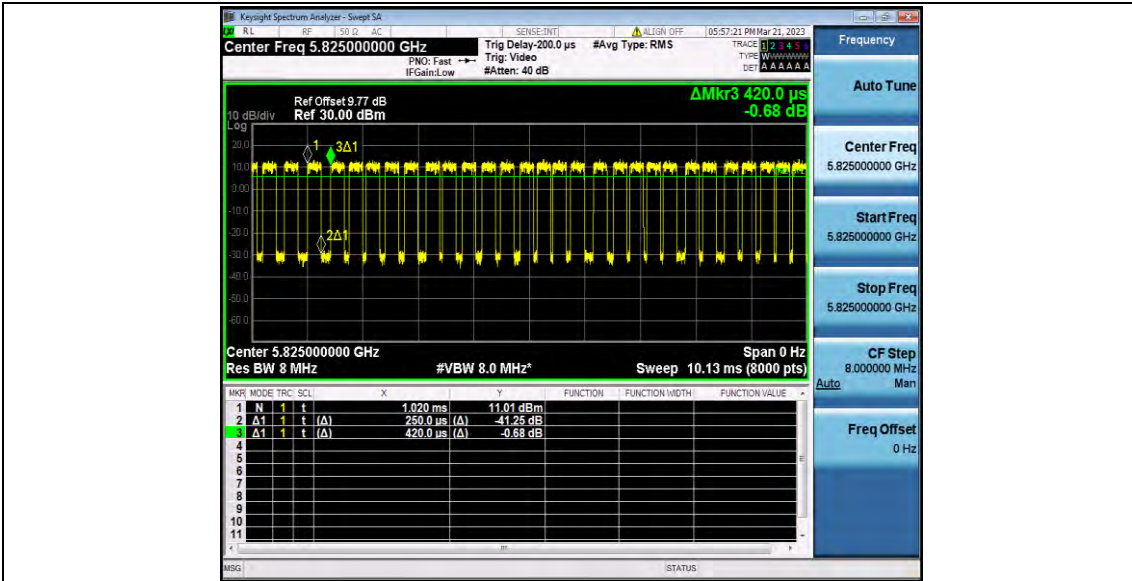 Keysight Spectrum Analyzer - Swept SA
RL RF 50 Ω AC SENSE:INT ALIGN OFF 05:57:21 PM Mar 21, 2023
Center Freq 5.825000000 GHz
PNO: Fast
IFGain:Low
Trig Delay-200.0 µs
Trig: Video
#Atten: 40 dB
#Avg Type: RMS
TRACE 1 2 3 4 5
TYPE W
DET A A A A A A
ΔMkr3 420.0 µs
-0.68 dB
Ref Offset 9.77 dB
Ref 30.00 dBm
10 dB/div
Log
20.0
10.0
0.00
-10.0
-20.0
-30.0
-40.0
-50.0
-60.0
1
3Δ1
2Δ1
Center 5.825000000 GHz Span 0 Hz
Res BW 8 MHz #VBW 8.0 MHz* Sweep 10.13 ms (8000 pts)
MKR MODE TRC SCL X Y FUNCTION FUNCTION WIDTH FUNCTION VALUE
1 N 1 t 1.020 ms 11.01 dBm
2 Δ1 1 t (Δ) 250.0 µs (Δ) -41.25 dB
3 Δ1 1 t (Δ) 420.0 µs (Δ) -0.68 dB
4
5
6
7
8
9
10
11
MSG STATUS
Frequency
Auto Tune
Center Freq
5.825000000 GHz
Start Freq
5.825000000 GHz
Stop Freq
5.825000000 GHz
CF Step
8.000000 MHz
Auto Man
Freq Offset
0 Hz